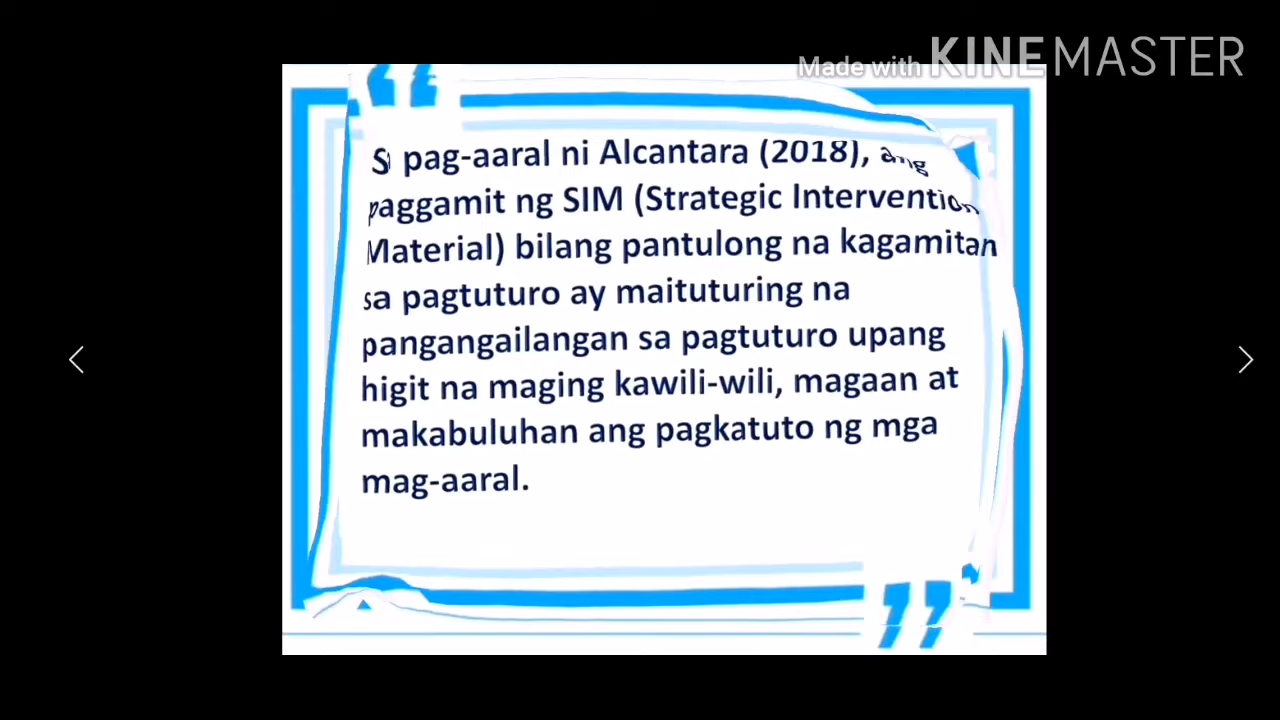 Made with KINEMASTER
Sa pag-aaral ni Alcantara (2018), ang
paggamit ng SIM (Strategic Intervention
Material) bilang pantulong na kagamitan
sa pagtuturo ay maituturing na
pangangailangan sa pagtuturo upang
higit na maging kawili-wili, magaan at
makabuluhan ang pagkatuto ng mga
mag-aaral.